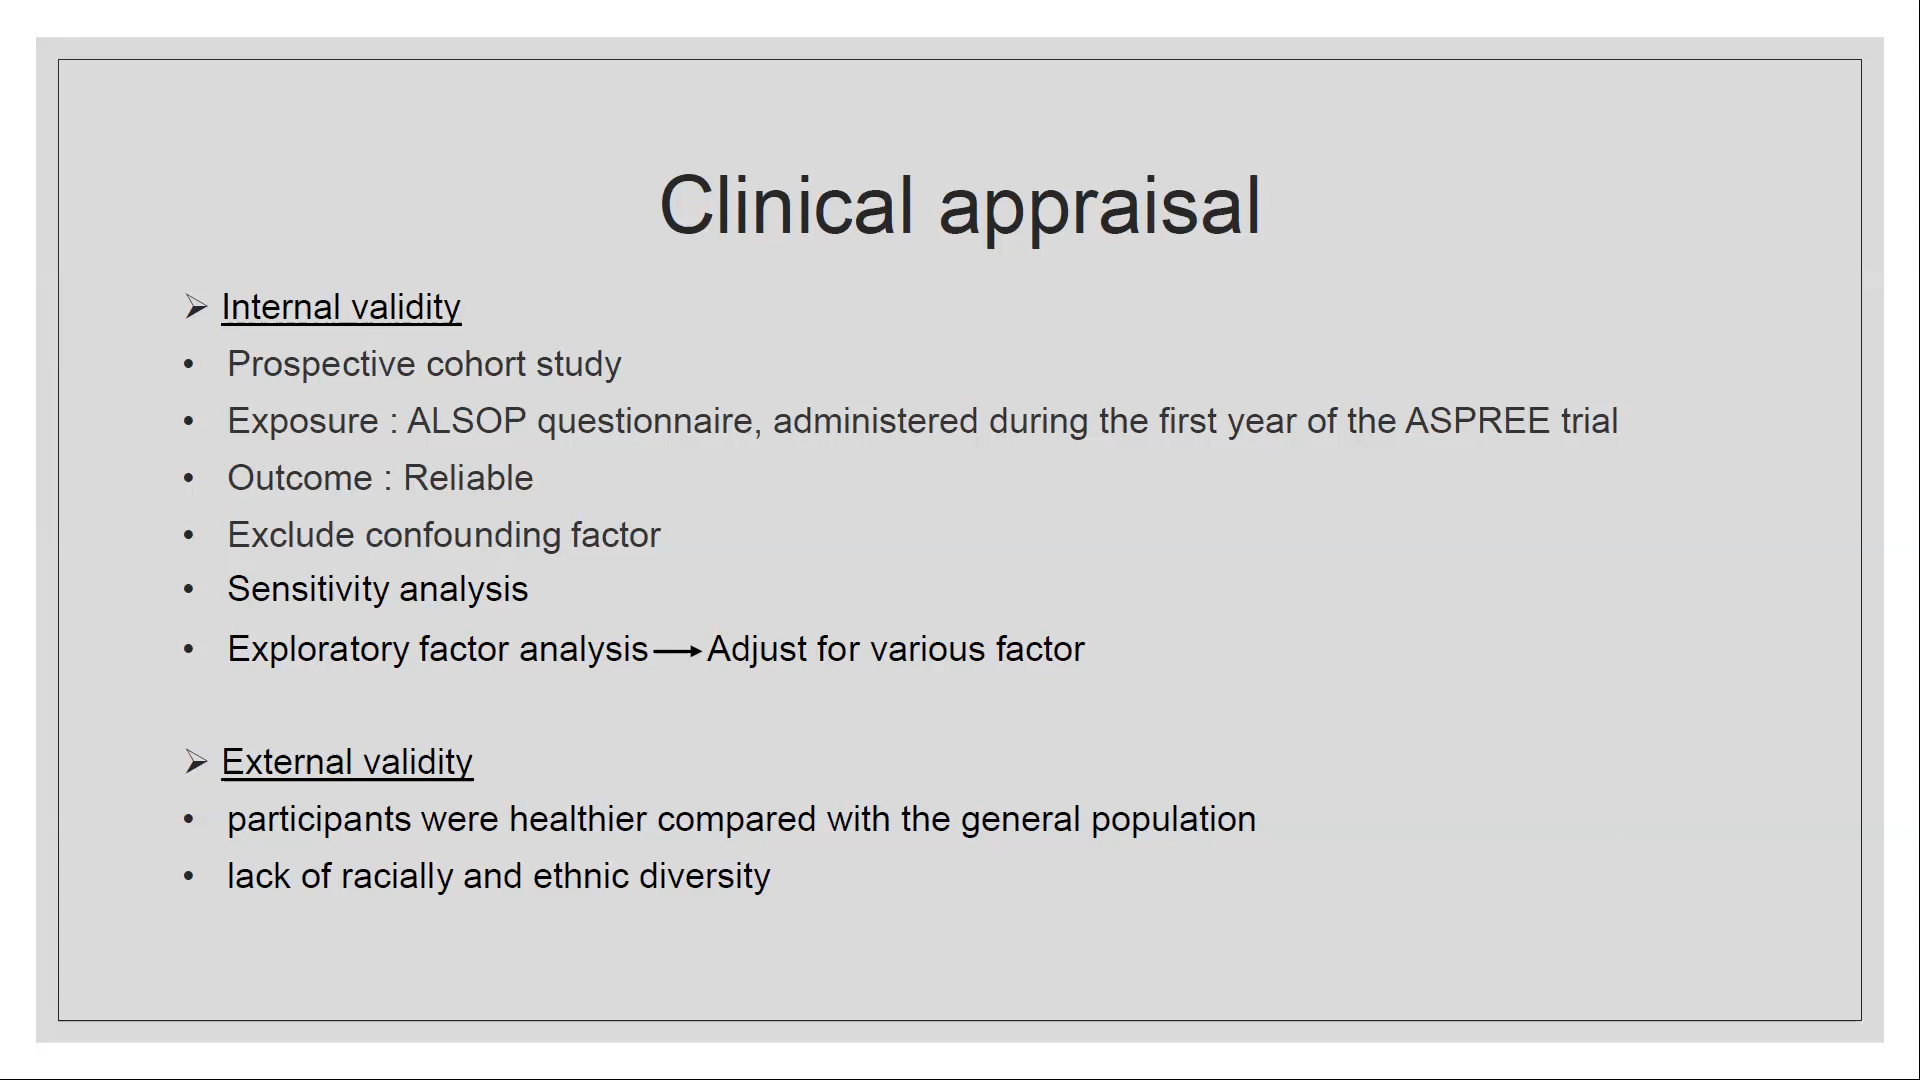 Clinical appraisal
➢ Internal validity
• Prospective cohort study
• Exposure : ALSOP questionnaire, administered during the first year of the ASPREE trial
• Outcome : Reliable
• Exclude confounding factor
• Sensitivity analysis
• Exploratory factor analysis → Adjust for various factor
➢ External validity
• participants were healthier compared with the general population
• lack of racially and ethnic diversity